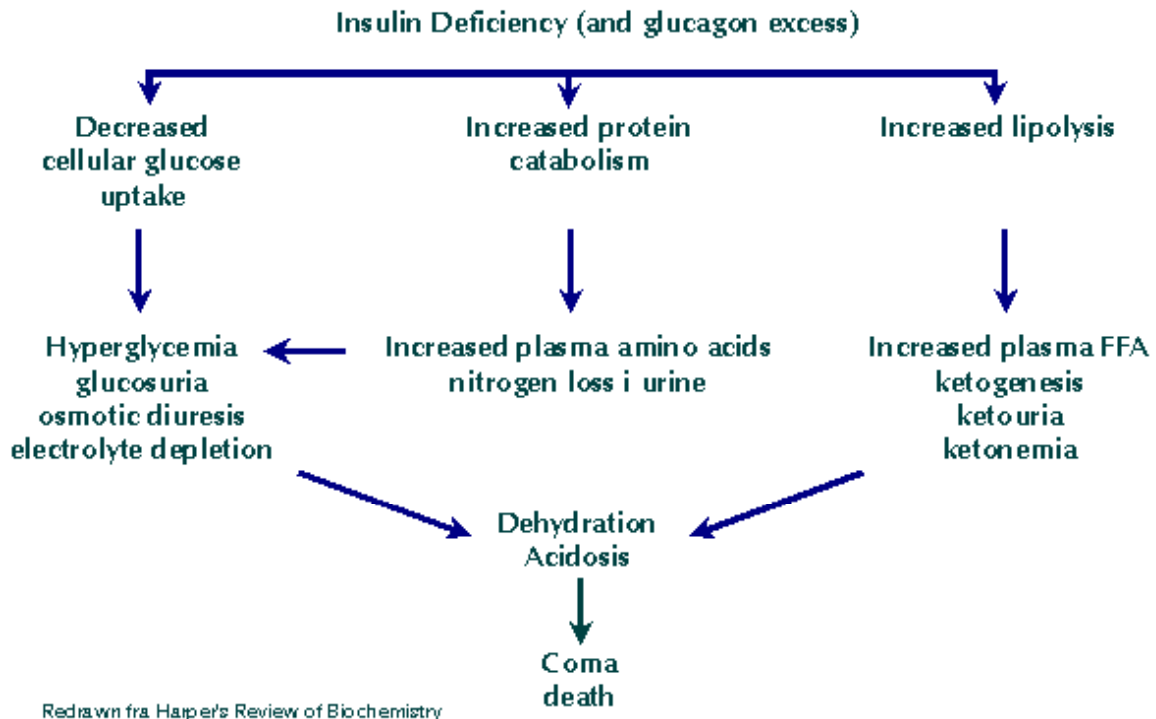 Insulin Deficiency (and glucagon excess)
Decreased
cellular glucose
uptake
Increased protein
catabolism
Increased lipolysis
Hyperglycemia
glucosuria
osmotic diuresis
electrolyte depletion
Increased plasma amino acids
nitrogen loss i urine
Increased plasma FFA
ketogenesis
ketouria
ketonemia
Dehydration
Acidosis
Coma
death
Redrawn fra Harper's Review of Biochemistry